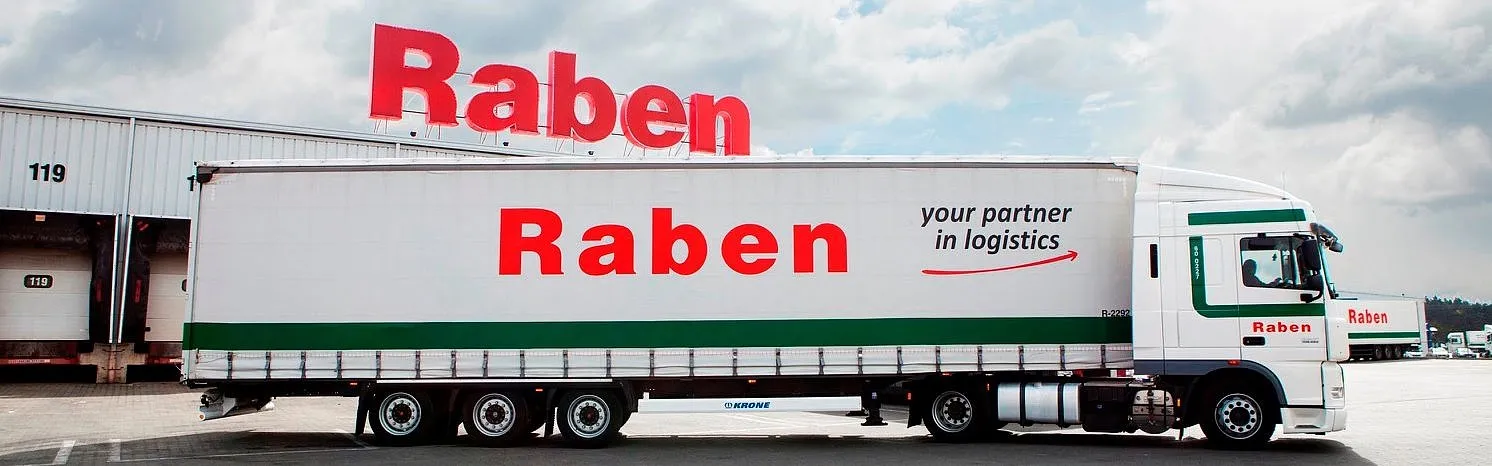 Raben
119
119
Raben
your partner
in logistics
R-2292
KRONE
Raben
Raben